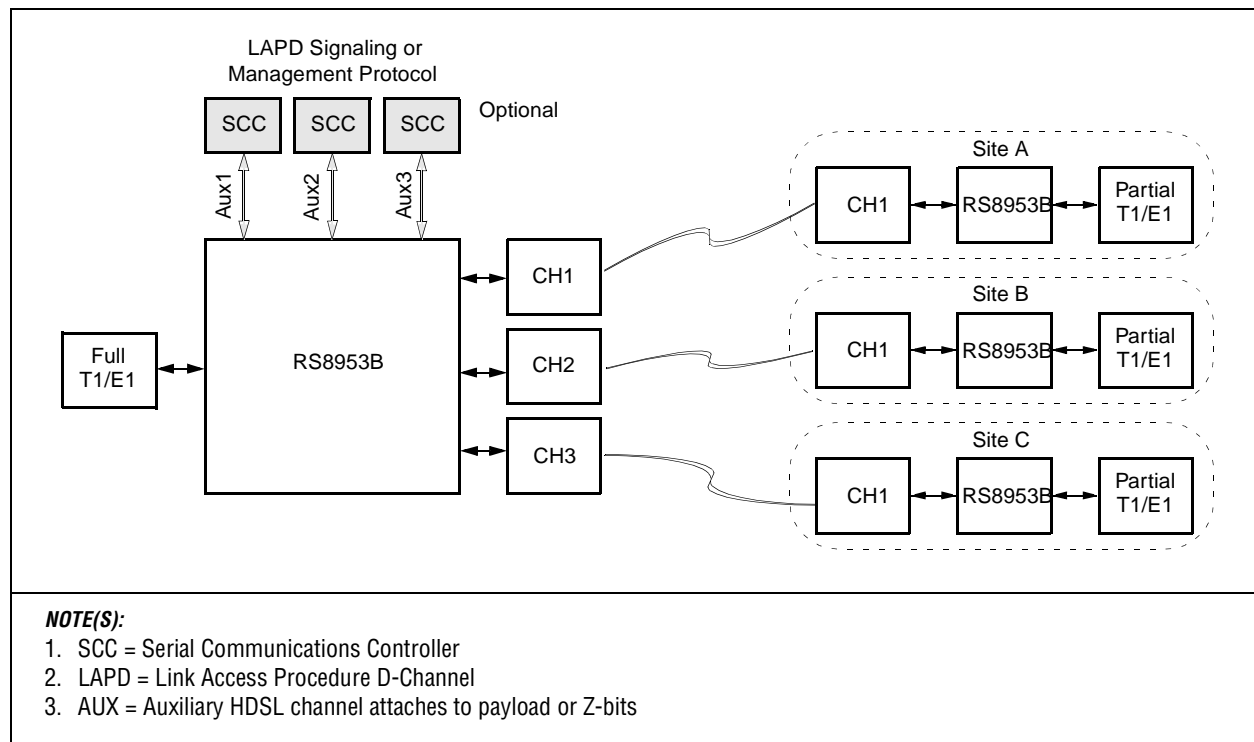 LAPD Signaling or
Management Protocol
SCC SCC SCC Optional
Aux1 Aux2 Aux3
Site A
CH1 RS8953B Partial
T1/E1
CH1
Site B
CH1 RS8953B Partial
T1/E1
Full
T1/E1
RS8953B
CH2
Site C
CH1 RS8953B Partial
T1/E1
CH3
NOTE(S):
1. SCC = Serial Communications Controller
2. LAPD = Link Access Procedure D-Channel
3. AUX = Auxiliary HDSL channel attaches to payload or Z-bits